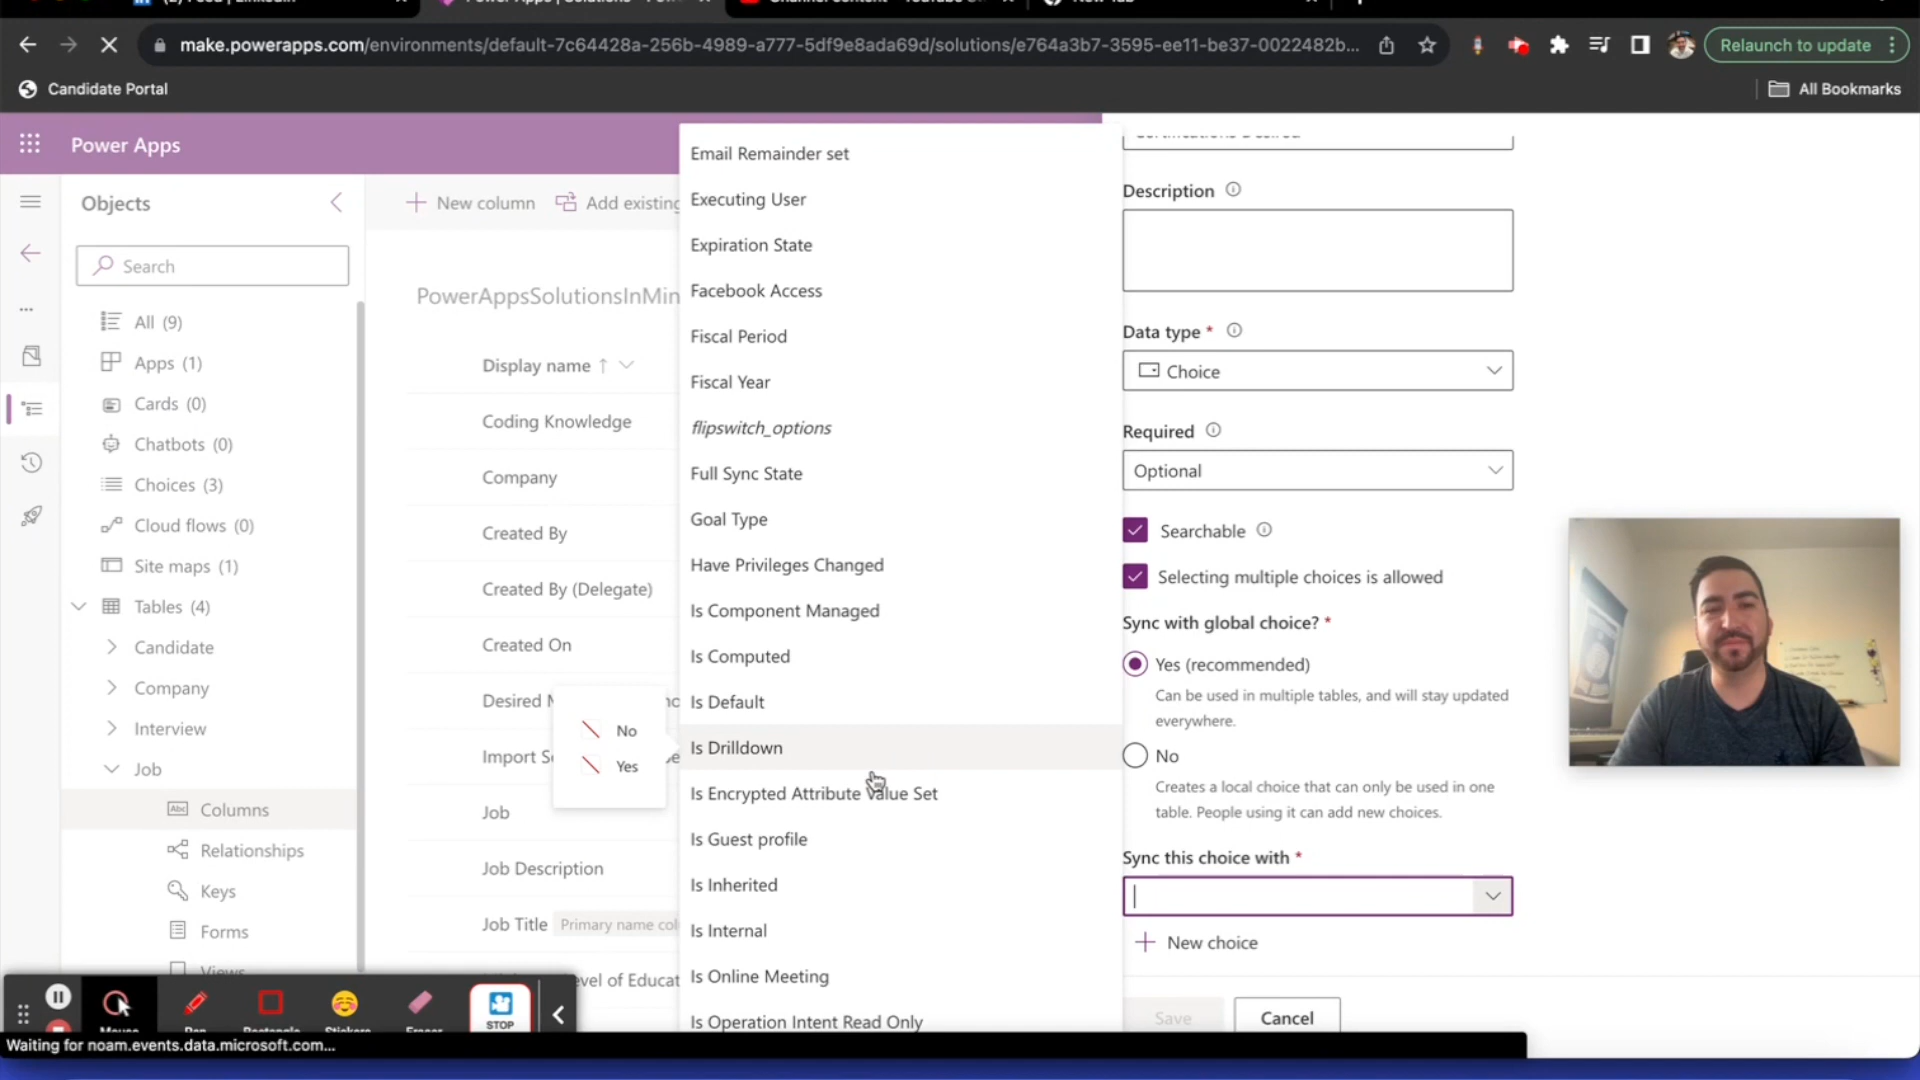 make.powerapps.com/environments/default-7c64428a-256b-4989-a777-5df9e8ada69d/solutions/e764a3b7-3595-ee11-be37-0022482b...
Relaunch to update
Candidate Portal
All Bookmarks
Power Apps
Objects
Search
...
All (9)
Apps (1)
Cards (0)
Chatbots (0)
Choices (3)
Cloud flows (0)
Site maps (1)
Tables (4)
Candidate
Company
Interview
Job
Columns
Relationships
Keys
Forms
Views
New column
Add existing
PowerAppsSolutionsInMin
Display name
Coding Knowledge
Company
Created By
Created By (Delegate)
Created On
Desired
Job
Job Description
Job Title
Primary name
No
Yes
Email Remainder set
Executing User
Expiration State
Facebook Access
Fiscal Period
Fiscal Year
flipswitch_options
Full Sync State
Goal Type
Have Privileges Changed
Is Component Managed
Is Computed
Is Default
Is Drilldown
Is Encrypted Attribute Value Set
Is Guest profile
Is Inherited
Is Internal
Is Online Meeting
Is Operation Intent Read Only
Certifications Desired
Description
Data type *
Choice
Required
Optional
Searchable
Selecting multiple choices is allowed
Sync with global choice? *
Yes (recommended)
Can be used in multiple tables, and will stay updated
everywhere.
No
Creates a local choice that can only be used in one
table. People using it can add new choices.
Sync this choice with *
New choice
Save
Cancel
Mouse
Pen
Rectangle
Stickers
Eraser
STOP
Waiting for noam.events.data.microsoft.com...